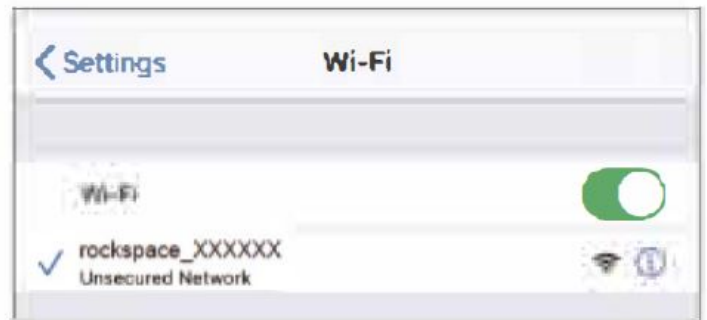 Settings Wi-Fi
Wi-Fi
rockspace_XXXXXX
Unsecured Network